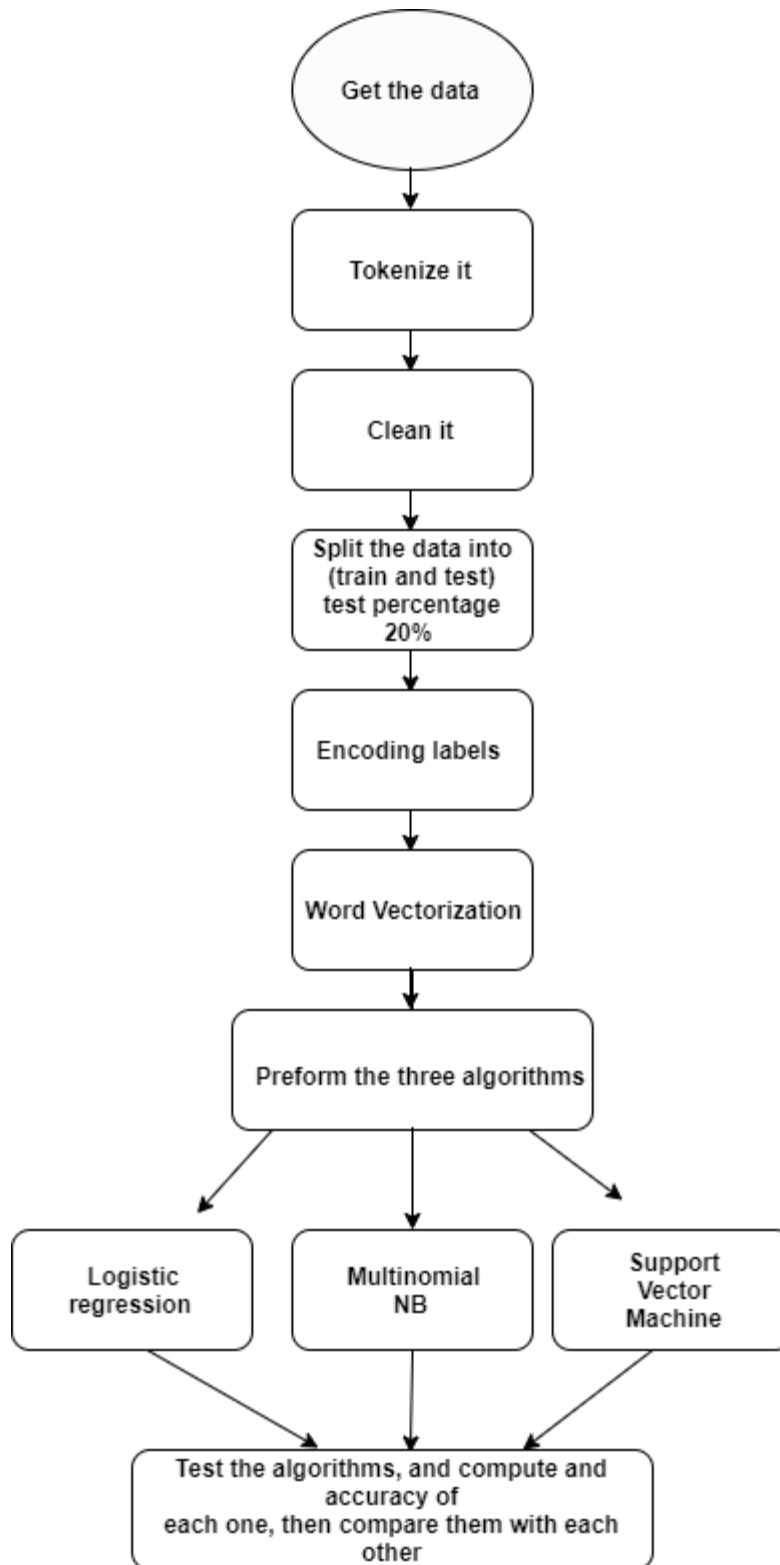 Get the data
Tokenize it
Clean it
Split the data into
(train and test)
test percentage
20%
Encoding labels
Word Vectorization
Preform the three algorithms
Logistic
regression
Multinomial
NB
Support
Vector
Machine
Test the algorithms, and compute and
accuracy of
each one, then compare them with each
other